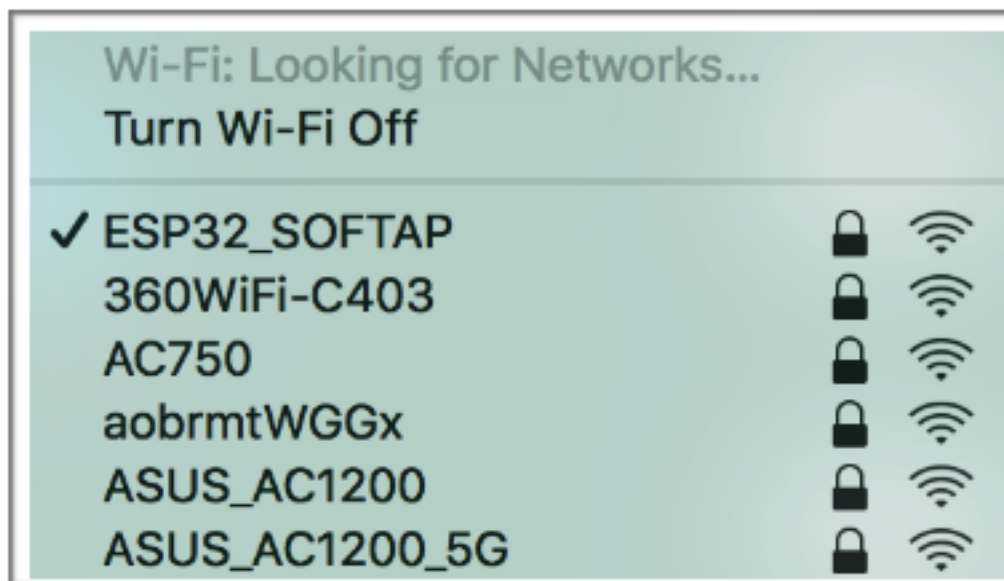 Wi-Fi: Looking for Networks...
Turn Wi-Fi Off
ESP32_SOFTAP
360WiFi-C403
AC750
aobrmtWGGx
ASUS_AC1200
ASUS_AC1200_5G